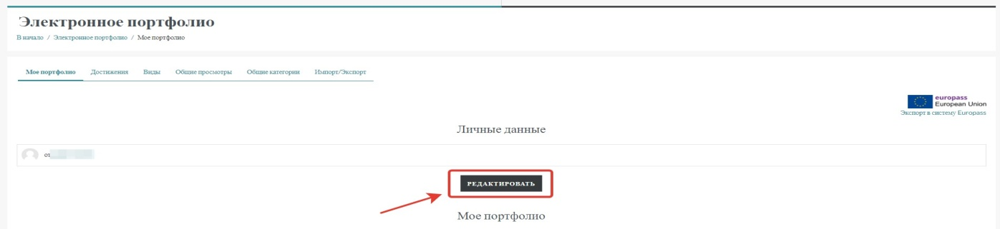 Электронное портфолио
В начало / Электронное портфолио / Мое портфолио
Мое портфолио Достижения Виды Общие просмотры Общие категории Импорт/Экспорт
europass
European Union
Экспорт в систему Europass
Личные данные
от
РЕДАКТИРОВАТЬ
Мое портфолио